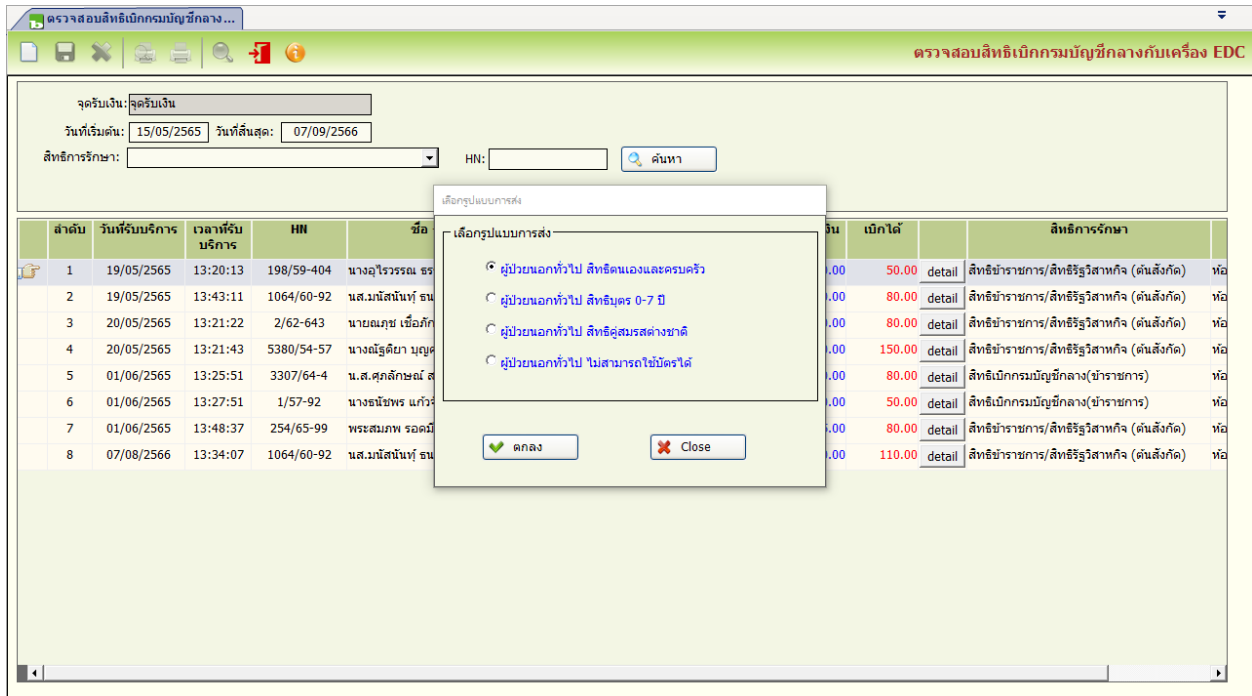 ตรวจสอบสิทธิเบิกกรมบัญชีกลาง...
ตรวจสอบสิทธิเบิกกรมบัญชีกลางกับเครื่อง EDC
จุดรับเงิน: จุดรับเงิน
วันที่เริ่มต้น: 15/05/2565 วันที่สิ้นสุด: 07/09/2566
สิทธิการรักษา: HN: ค้นหา
เลือกรูปแบบการส่ง
เลือกรูปแบบการส่ง
ผู้ป่วยนอกทั่วไป สิทธิตนเองและครบครัว
ผู้ป่วยนอกทั่วไป สิทธิบุตร 0-7 ปี
ผู้ป่วยนอกทั่วไป สิทธิคู่สมรสต่างชาติ
ผู้ป่วยนอกทั่วไป ไม่สามารถใช้บัตรได้
ตกลง Close
ลำดับ วันที่รับบริการ เวลาที่รับบริการ HN ชื่อ เบิกได้ สิทธิการรักษา
1 19/05/2565 13:20:13 198/59-404 นางอุไรวรรณ .00 50.00 detail สิทธิข้าราชการ/สิทธิรัฐวิสาหกิจ (ต้นสังกัด)
2 19/05/2565 13:43:11 1064/60-92 นส.มนัสนันท์ .00 80.00 detail สิทธิข้าราชการ/สิทธิรัฐวิสาหกิจ (ต้นสังกัด)
3 20/05/2565 13:21:22 2/62-643 นายณภุช .00 80.00 detail สิทธิข้าราชการ/สิทธิรัฐวิสาหกิจ (ต้นสังกัด)
4 20/05/2565 13:21:43 5380/54-57 นางณัฐติยา .00 150.00 detail สิทธิข้าราชการ/สิทธิรัฐวิสาหกิจ (ต้นสังกัด)
5 01/06/2565 13:25:51 3307/64-4 น.ส.ศุภลักษณ์ .00 80.00 detail สิทธิเบิกกรมบัญชีกลาง(ข้าราชการ)
6 01/06/2565 13:27:51 1/57-92 นางธนัชพร .00 50.00 detail สิทธิเบิกกรมบัญชีกลาง(ข้าราชการ)
7 01/06/2565 13:48:37 254/65-99 พระสมภพ .00 80.00 detail สิทธิข้าราชการ/สิทธิรัฐวิสาหกิจ (ต้นสังกัด)
8 07/08/2566 13:34:07 1064/60-92 นส.มนัสนันท์ .00 110.00 detail สิทธิข้าราชการ/สิทธิรัฐวิสาหกิจ (ต้นสังกัด)